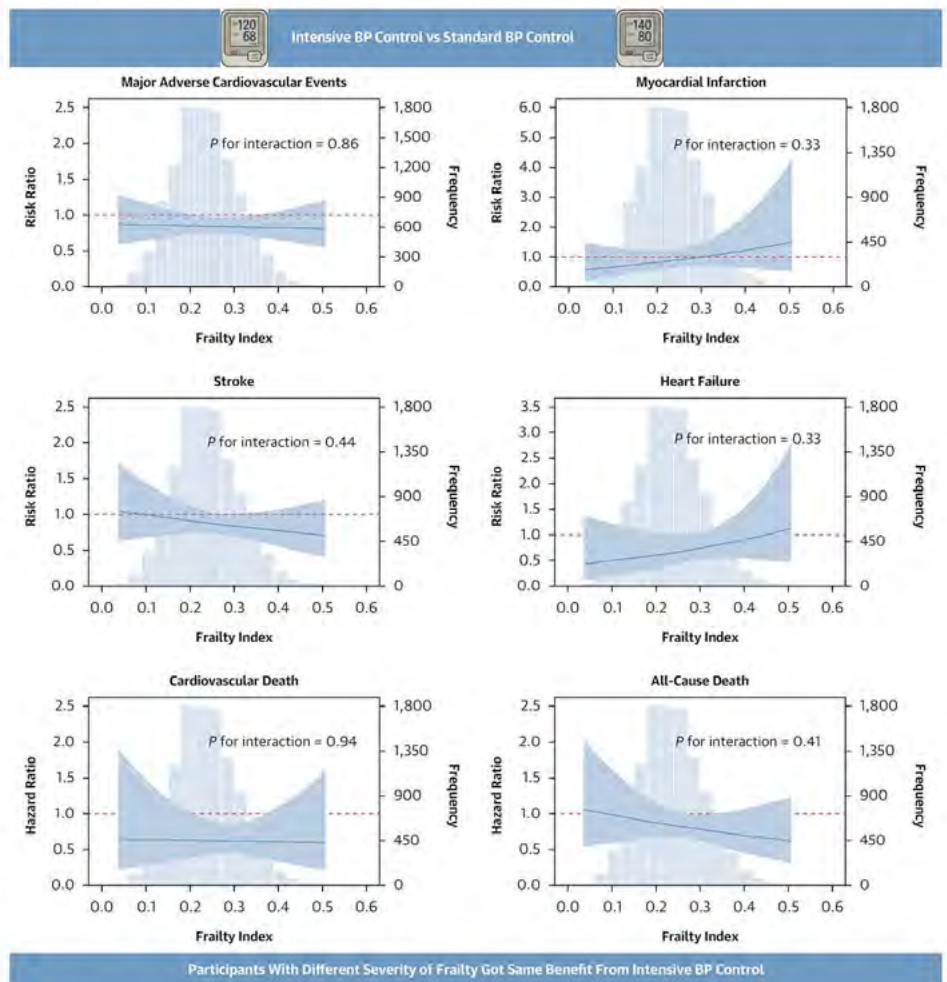 120
68
Intensive BP Control vs Standard BP Control
140
80
Major Adverse Cardiovascular Events
Risk Ratio
2.5
2.0
1.5
1.0
0.5
0.0
P for interaction = 0.86
1,800
1,500
1,200
900
600
300
0
Frequency
0.0 0.1 0.2 0.3 0.4 0.5 0.6
Frailty Index
Myocardial Infarction
Risk Ratio
6.0
5.0
4.0
3.0
2.0
1.0
0.0
P for interaction = 0.33
1,800
1,350
900
450
0
Frequency
0.0 0.1 0.2 0.3 0.4 0.5 0.6
Frailty Index
Stroke
Risk Ratio
2.5
2.0
1.5
1.0
0.5
0.0
P for interaction = 0.44
1,800
1,350
900
450
0
Frequency
0.0 0.1 0.2 0.3 0.4 0.5 0.6
Frailty Index
Heart Failure
Risk Ratio
3.5
3.0
2.5
2.0
1.5
1.0
0.5
0.0
P for interaction = 0.33
1,800
1,350
900
450
0
Frequency
0.0 0.1 0.2 0.3 0.4 0.5 0.6
Frailty Index
Cardiovascular Death
Hazard Ratio
2.5
2.0
1.5
1.0
0.5
0.0
P for interaction = 0.94
1,800
1,350
900
450
0
Frequency
0.0 0.1 0.2 0.3 0.4 0.5 0.6
Frailty Index
All-Cause Death
Hazard Ratio
2.5
2.0
1.5
1.0
0.5
0.0
P for interaction = 0.41
1,800
1,350
900
450
0
Frequency
0.0 0.1 0.2 0.3 0.4 0.5 0.6
Frailty Index
Participants With Different Severity of Frailty Got Same Benefit From Intensive BP Control